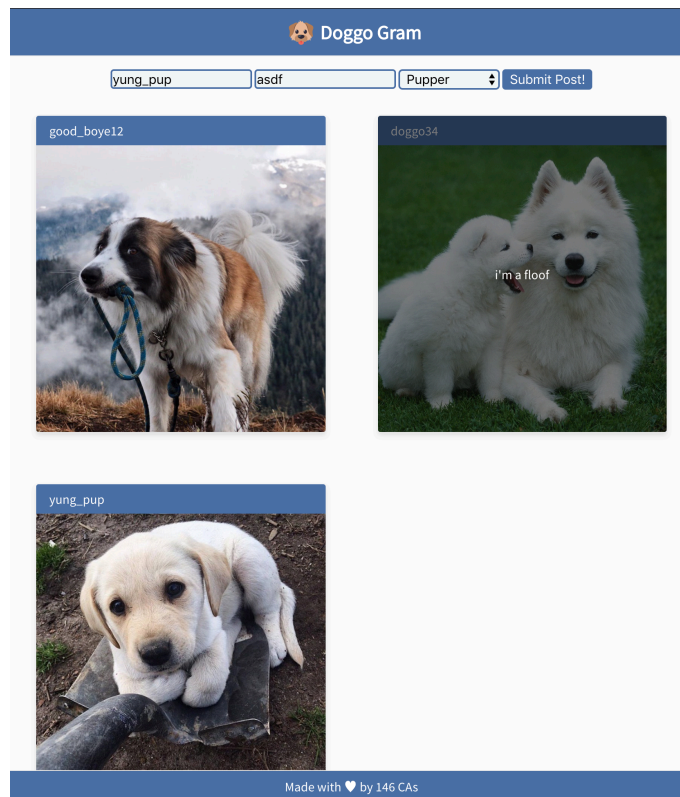 Doggo Gram
yung_pup asdf Pupper Submit Post!
good_boye12
doggo34
i'm a floof
yung_pup
Made with ♥ by 146 CAs